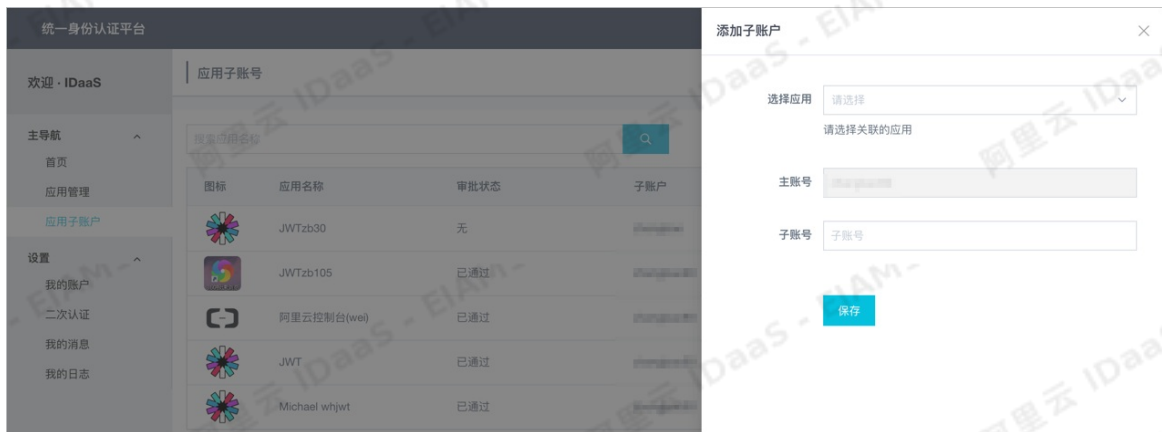 统一身份认证平台
添加子账户
欢迎 · IDaaS
应用子账号
选择应用
请选择
请选择关联的应用
主导航
搜索应用名称
首页
图标
应用名称
审批状态
子账户
主账号
应用管理
应用子账户
JWTzb30
无
子账号
子账号
设置
我的账户
JWTzb105
已通过
二次认证
阿里云控制台(wei)
已通过
保存
我的消息
我的日志
JWT
已通过
Michael whjwt
已通过
阿里云 IDaaS - EIAM